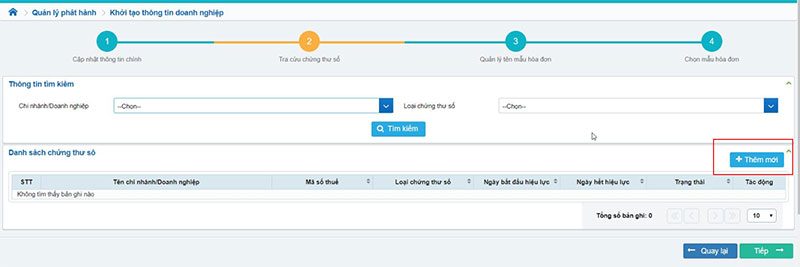 Quản lý phát hành > Khởi tạo thông tin doanh nghiệp
1 2 3 4
Cập nhật thông tin chính Tra cứu chứng thư số Quản lý tên mẫu hóa đơn Chọn mẫu hóa đơn
Thông tin tìm kiếm
Chi nhánh/Doanh nghiệp --Chọn-- Loại chứng thư số --Chọn--
Tìm kiếm
Danh sách chứng thư số
+ Thêm mới
STT Tên chi nhánh/Doanh nghiệp Mã số thuế Loại chứng thư số Ngày bắt đầu hiệu lực Ngày hết hiệu lực Trạng thái Tác động
Không tìm thấy bản ghi nào
Tổng số bản ghi: 0 10
← Quay lại Tiếp →